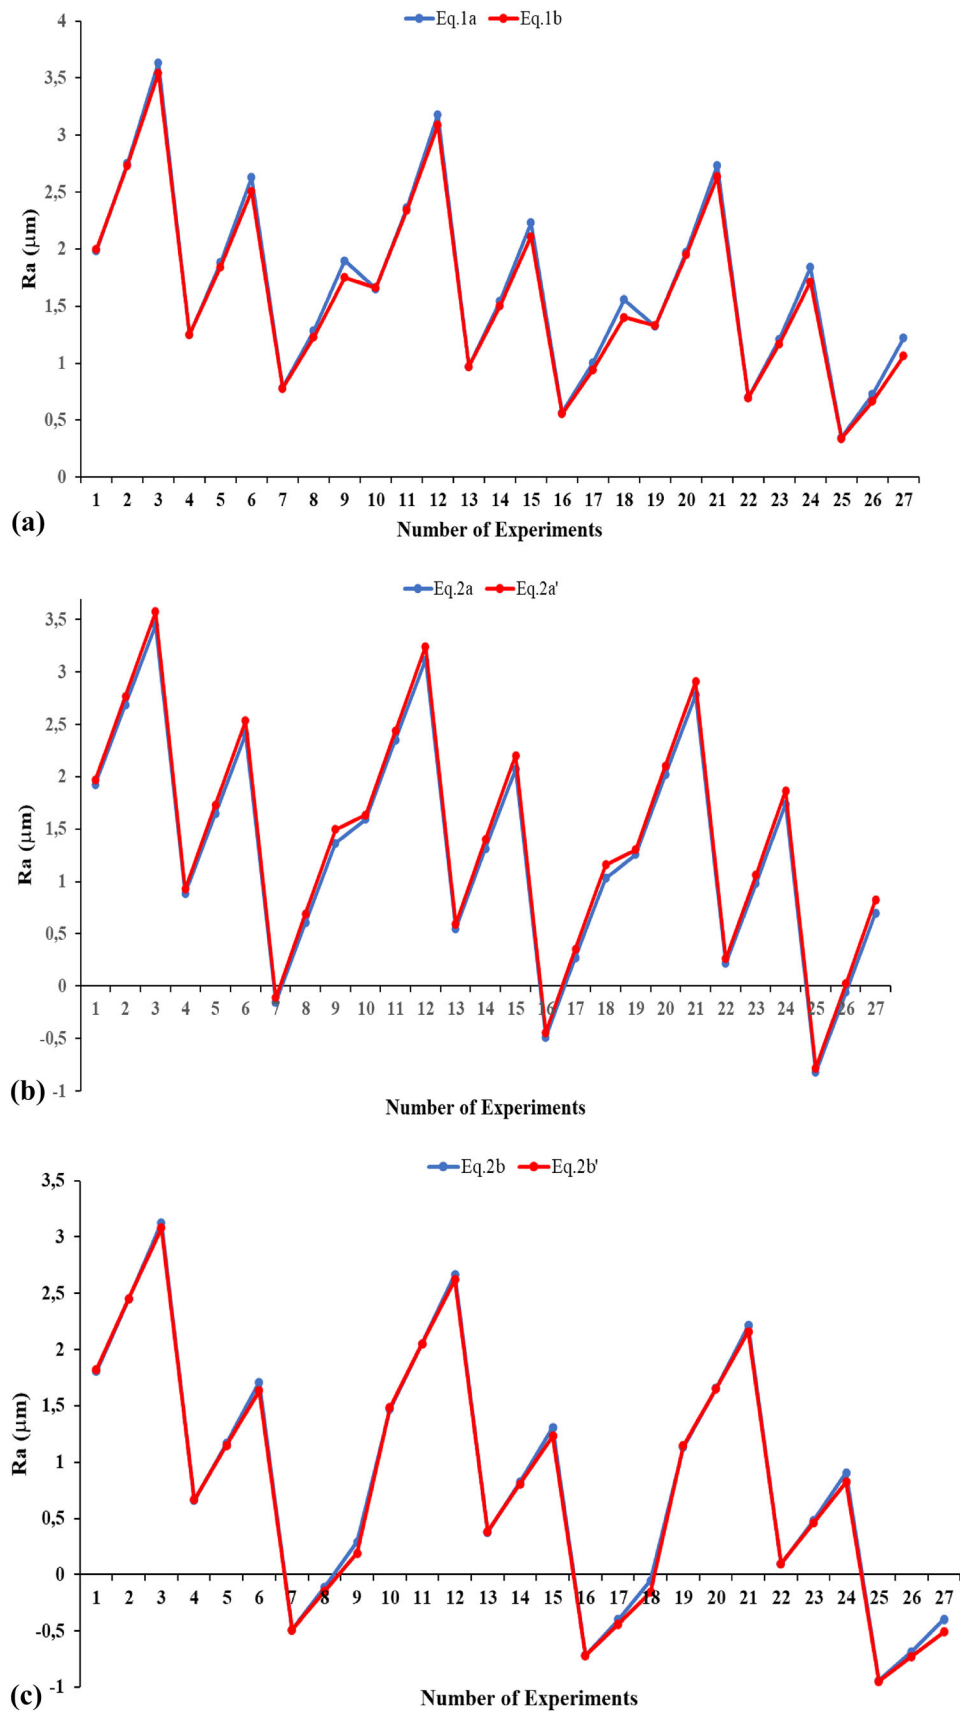 Eq.1a Eq.1b
4
3,5
3
2,5
2
1,5
1
0,5
0
Ra (µm)
1 2 3 4 5 6 7 8 9 10 11 12 13 14 15 16 17 18 19 20 21 22 23 24 25 26 27
(a)
Number of Experiments
Eq.2a Eq.2a'
3,5
3
2,5
2
1,5
1
0,5
0
-0,5
-1
Ra (µm)
1 2 3 4 5 6 7 8 9 10 11 12 13 14 15 16 17 18 19 20 21 22 23 24 25 26 27
(b)
Number of Experiments
Eq.2b Eq.2b'
3,5
3
2,5
2
1,5
1
0,5
0
-0,5
-1
Ra (µm)
1 2 3 4 5 6 7 8 9 10 11 12 13 14 15 16 17 18 19 20 21 22 23 24 25 26 27
(c)
Number of Experiments